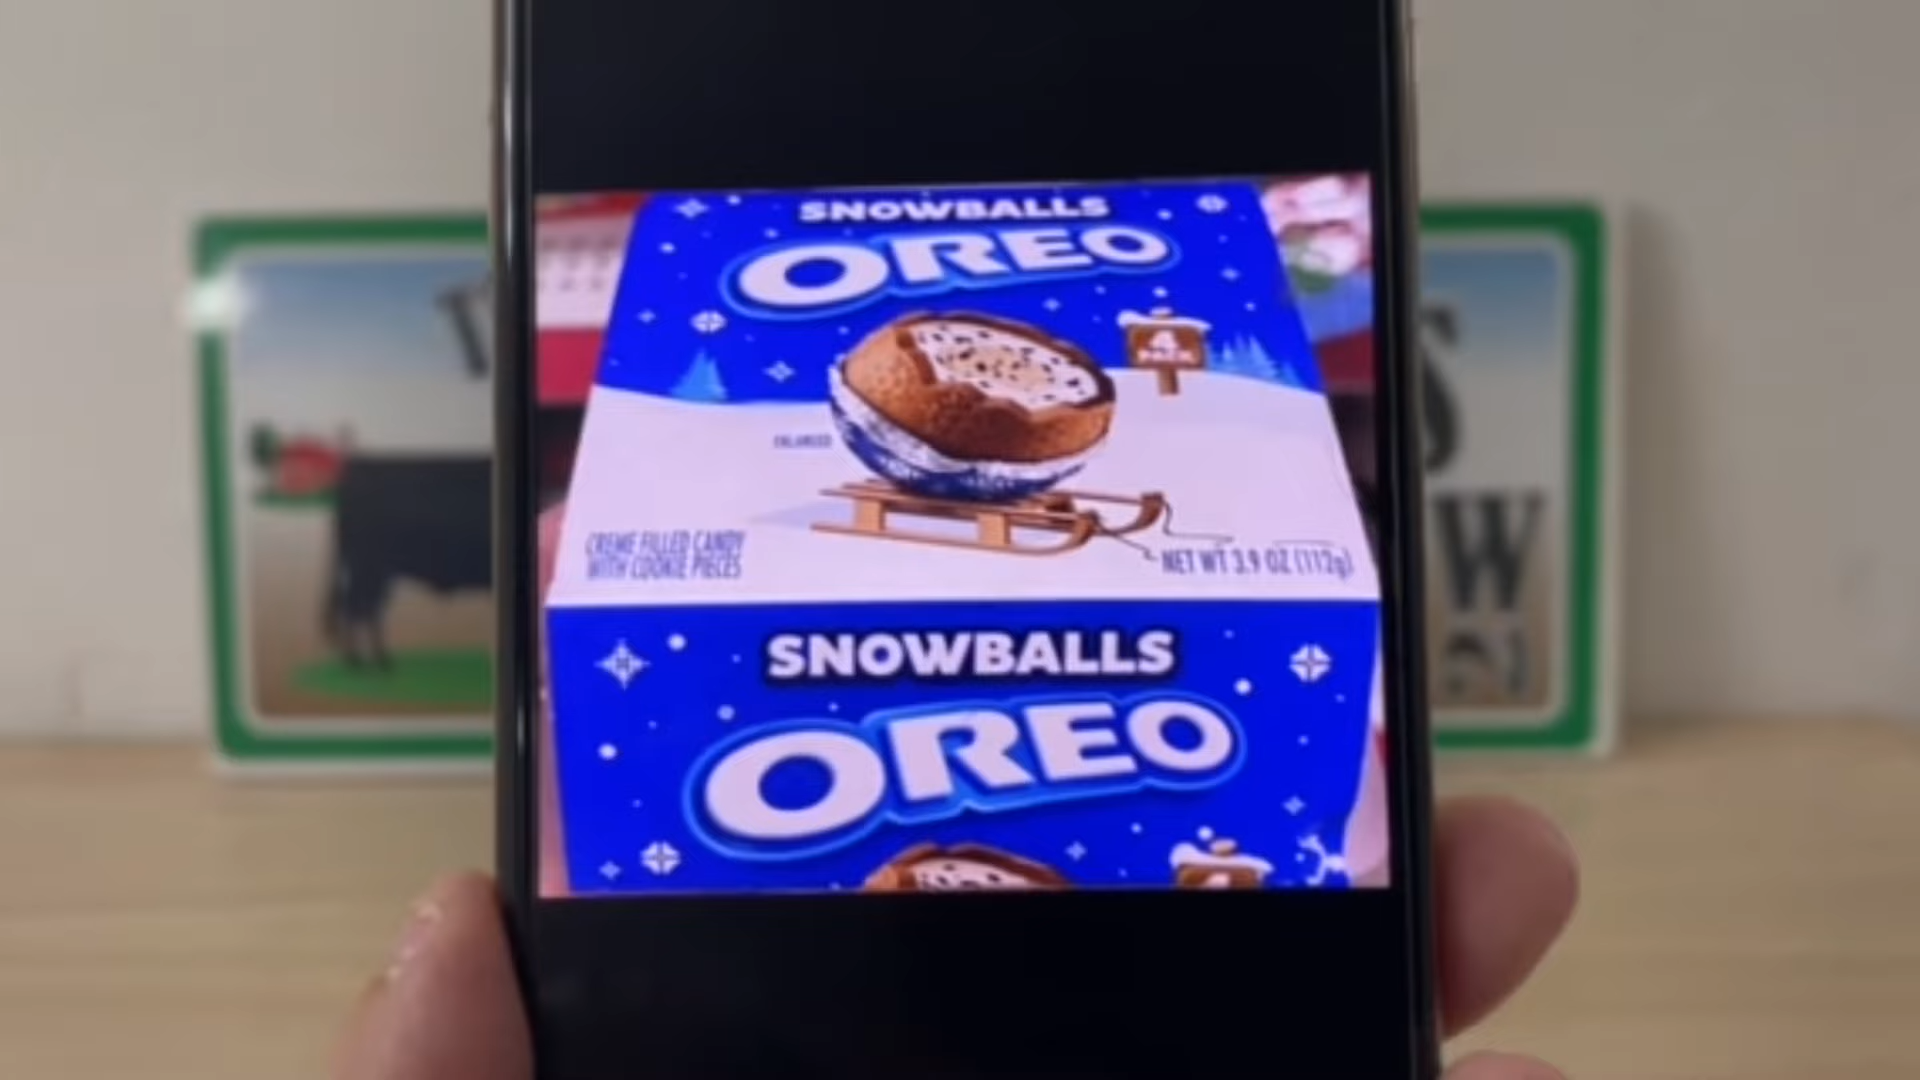 SNOWBALLS
OREO
4
PACK
ENLARGED
CREME FILLED CANDY
WITH COOKIE PIECES
NET WT 3.9 OZ (112g)
SNOWBALLS
OREO
S
W